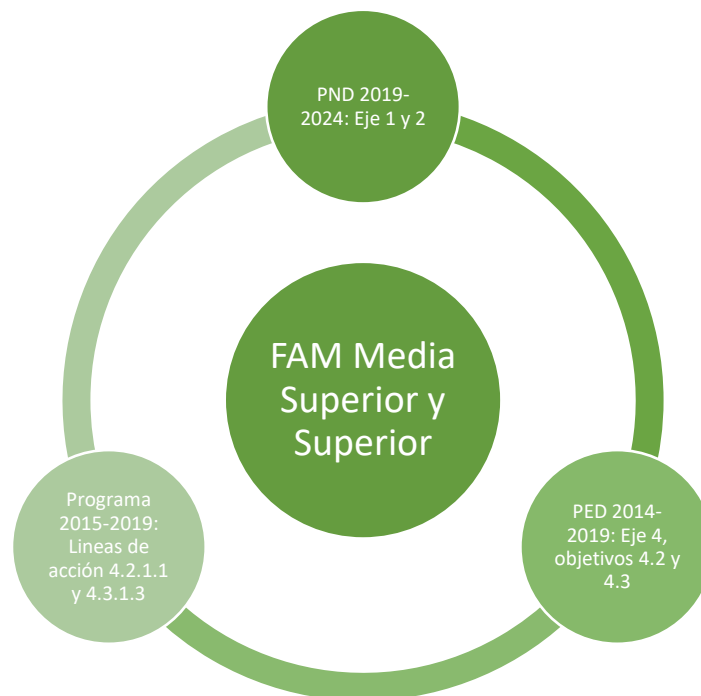 PND 2019-
2024: Eje 1 y 2
FAM Media
Superior y
Superior
Programa
2015-2019:
Lineas de
acción 4.2.1.1
y 4.3.1.3
PED 2014-
2019: Eje 4,
objetivos 4.2 y
4.3